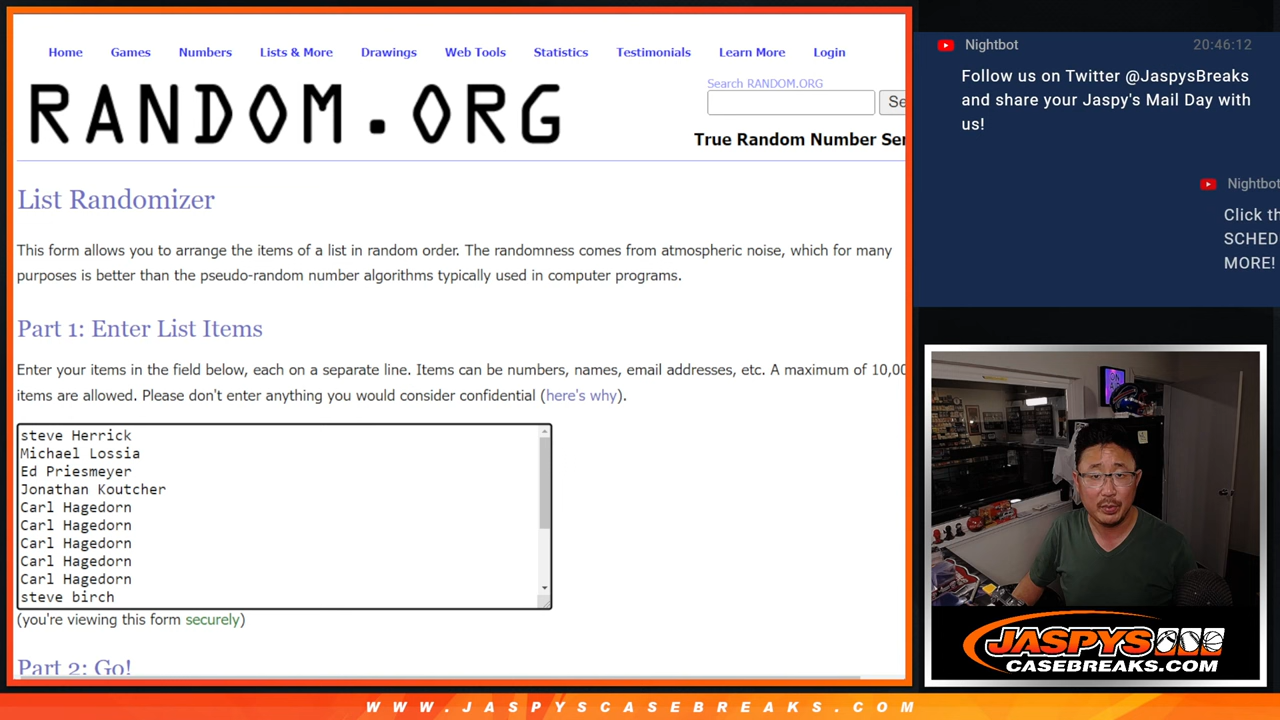 Home Games Numbers Lists & More Drawings Web Tools Statistics Testimonials Learn More Login
Search RANDOM.ORG
RANDOM.ORG
Se
True Random Number Ser
List Randomizer
This form allows you to arrange the items of a list in random order. The randomness comes from atmospheric noise, which for many
purposes is better than the pseudo-random number algorithms typically used in computer programs.
Part 1: Enter List Items
Enter your items in the field below, each on a separate line. Items can be numbers, names, email addresses, etc. A maximum of 10,00
items are allowed. Please don't enter anything you would consider confidential (here's why).
steve Herrick
Michael Lossia
Ed Priesmeyer
Jonathan Koutcher
Carl Hagedorn
Carl Hagedorn
Carl Hagedorn
Carl Hagedorn
Carl Hagedorn
steve birch
(you're viewing this form securely)
Part 2: Go!
Nightbot 20:46:12
Follow us on Twitter @JaspysBreaks
and share your Jaspy's Mail Day with
us!
Nightbot
Click th
SCHED
MORE!
JASPYS
CASEBREAKS.COM
WWW.JASPYSCASEBREAKS.COM